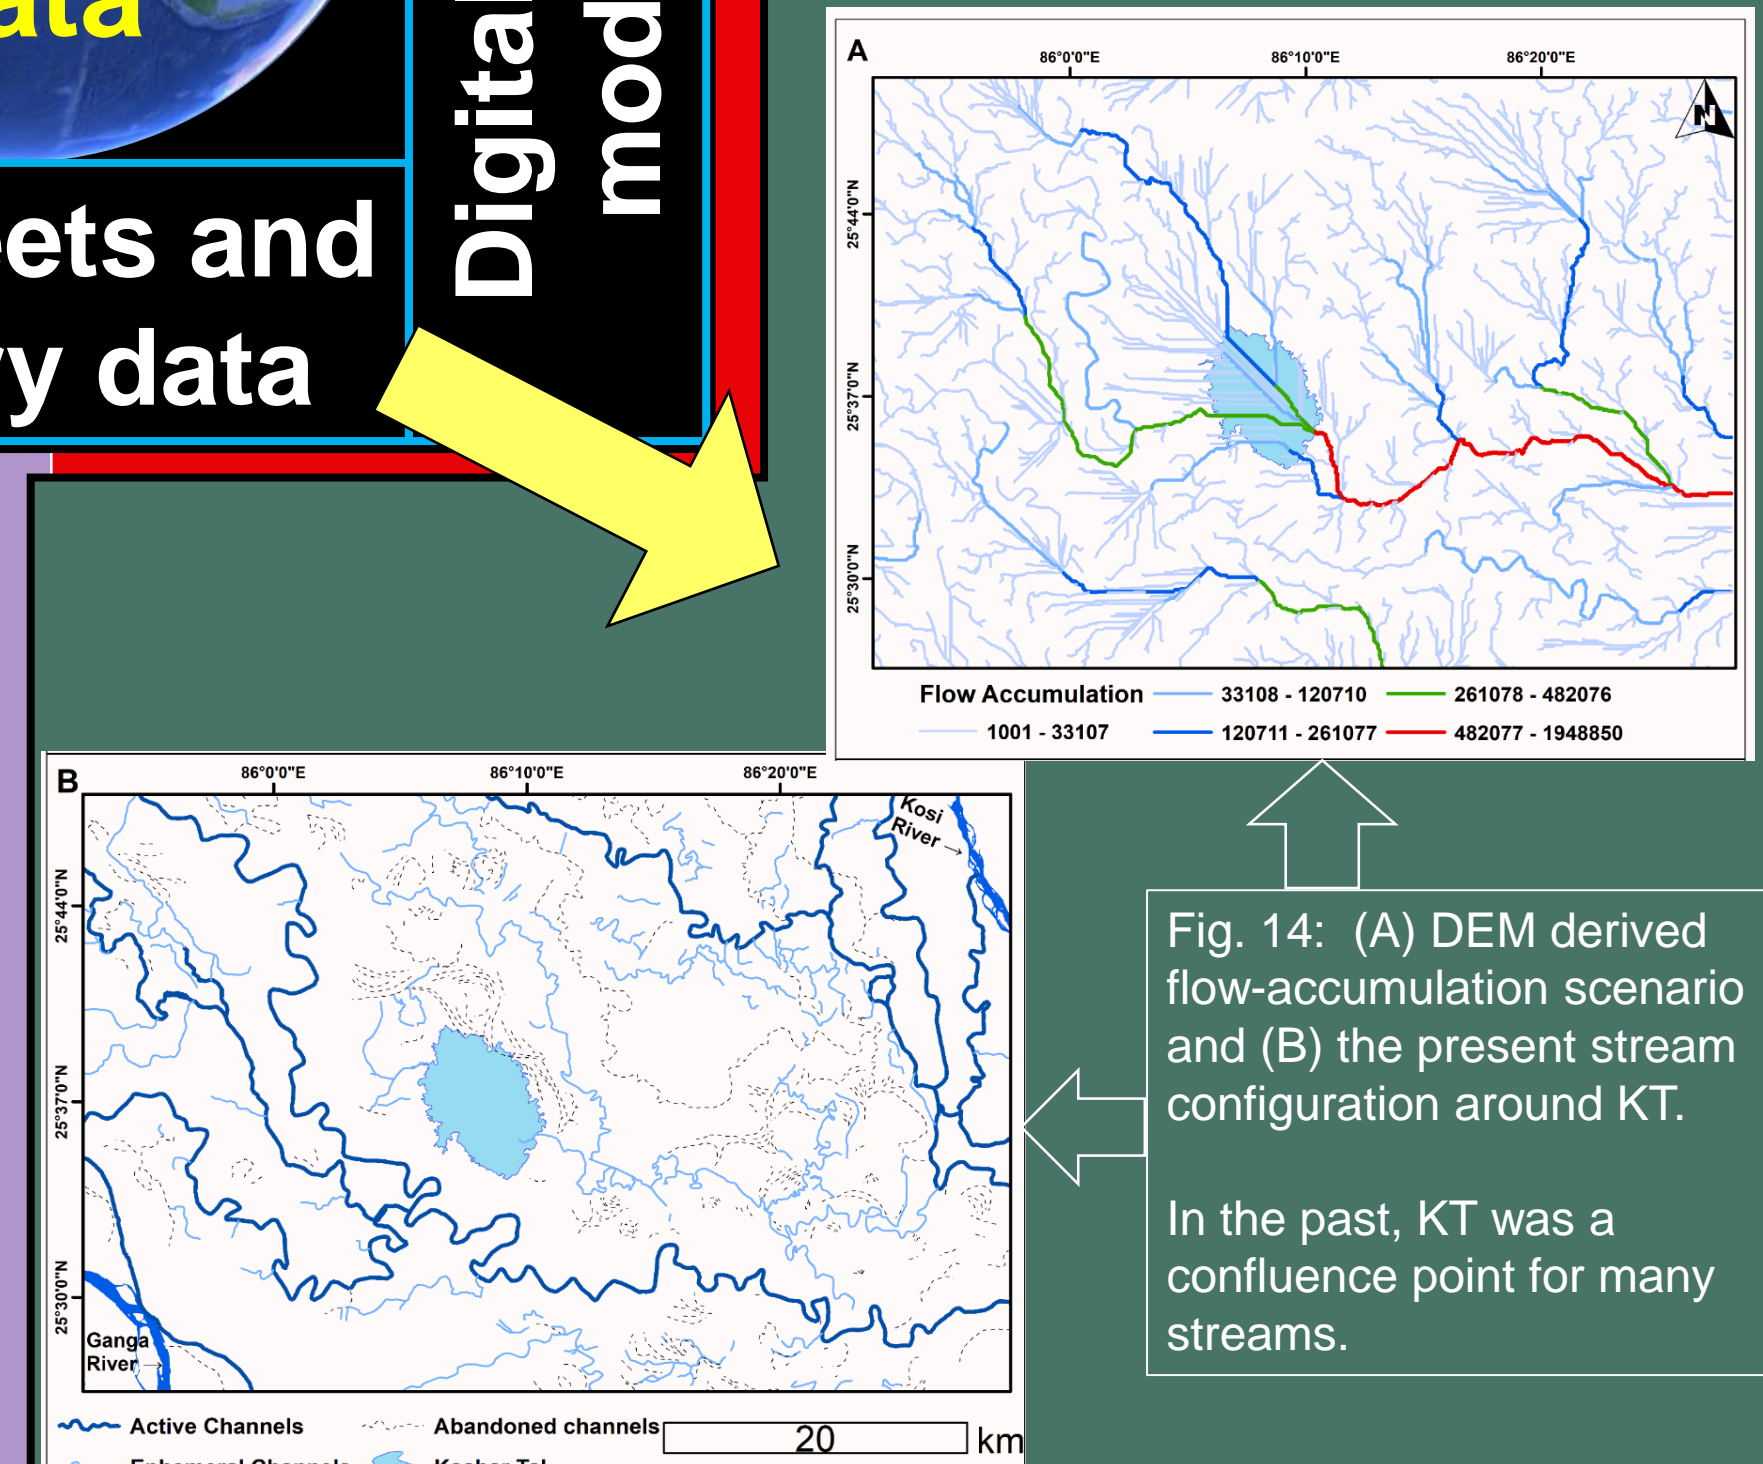 Digital
mod
data
A
86°0'0"E 86°10'0"E 86°20'0"E
25°44'0"N
25°37'0"N
25°30'0"N
N
Flow Accumulation
1001 - 33107
33108 - 120710
120711 - 261077
261078 - 482076
482077 - 1948850
B
86°0'0"E 86°10'0"E 86°20'0"E
25°44'0"N
25°37'0"N
25°30'0"N
Kosi
River →
Ganga
River →
Active Channels
Abandoned channels
20 km
Fig. 14: (A) DEM derived
flow-accumulation scenario
and (B) the present stream
configuration around KT.
In the past, KT was a
confluence point for many
streams.